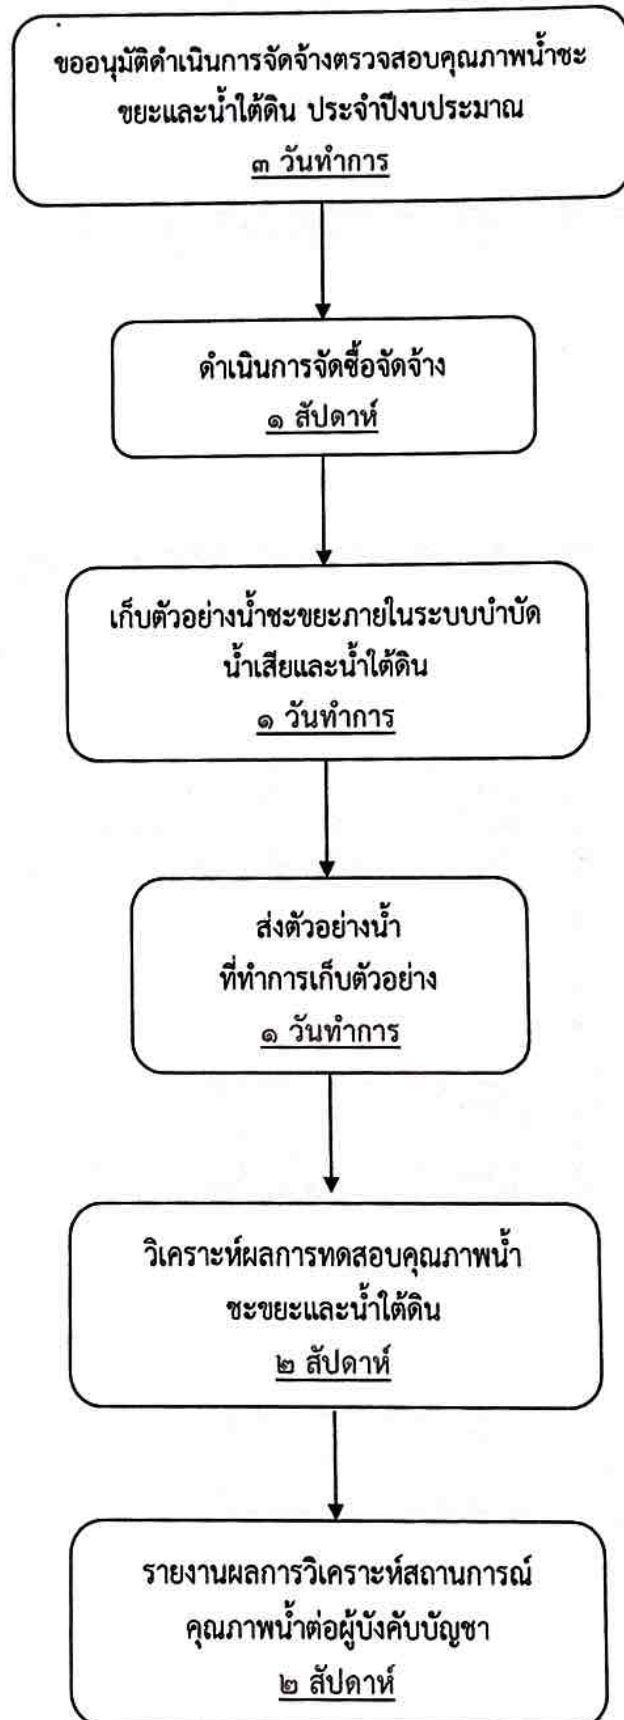 ขออนุมัติดำเนินการจัดจ้างตรวจสอบคุณภาพน้ำชะ
ขยะและน้ำใต้ดิน ประจำปีงบประมาณ
๓ วันทำการ
ดำเนินการจัดซื้อจัดจ้าง
๑ สัปดาห์
เก็บตัวอย่างน้ำชะขยะภายในระบบบำบัด
น้ำเสียและน้ำใต้ดิน
๑ วันทำการ
ส่งตัวอย่างน้ำ
ที่ทำการเก็บตัวอย่าง
๑ วันทำการ
วิเคราะห์ผลการทดสอบคุณภาพน้ำ
ชะขยะและน้ำใต้ดิน
๒ สัปดาห์
รายงานผลการวิเคราะห์สถานการณ์
คุณภาพน้ำต่อผู้บังคับบัญชา
๒ สัปดาห์